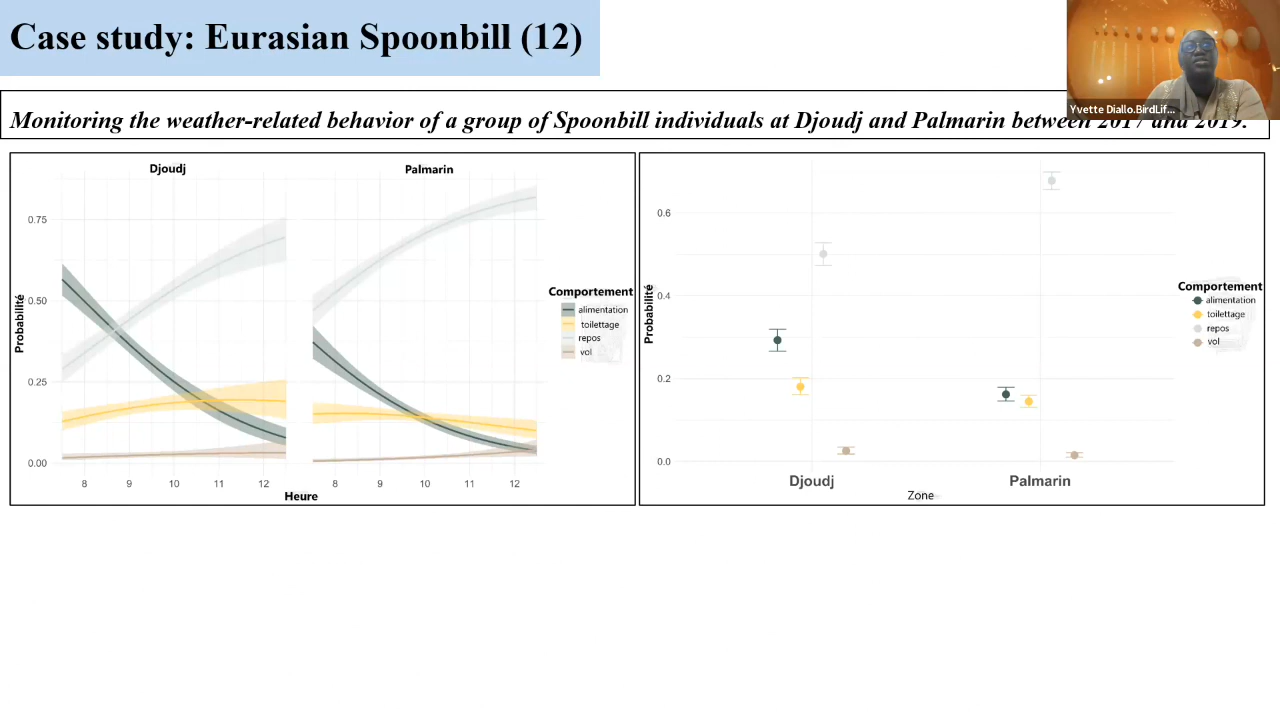 Case study: Eurasian Spoonbill (12)
Yvette Diallo.BirdLif...
Monitoring the weather-related behavior of a group of Spoonbill individuals at Djoudj and Palmarin between 2017 and 2019.
Djoudj
Palmarin
Probabilité
0.75
0.50
0.25
0.00
8
9
10
11
12
8
9
10
11
12
Heure
Comportement
alimentation
toilettage
repos
vol
Probabilité
0.6
0.4
0.2
0.0
Djoudj
Palmarin
Zone
Comportement
alimentation
toilettage
repos
vol